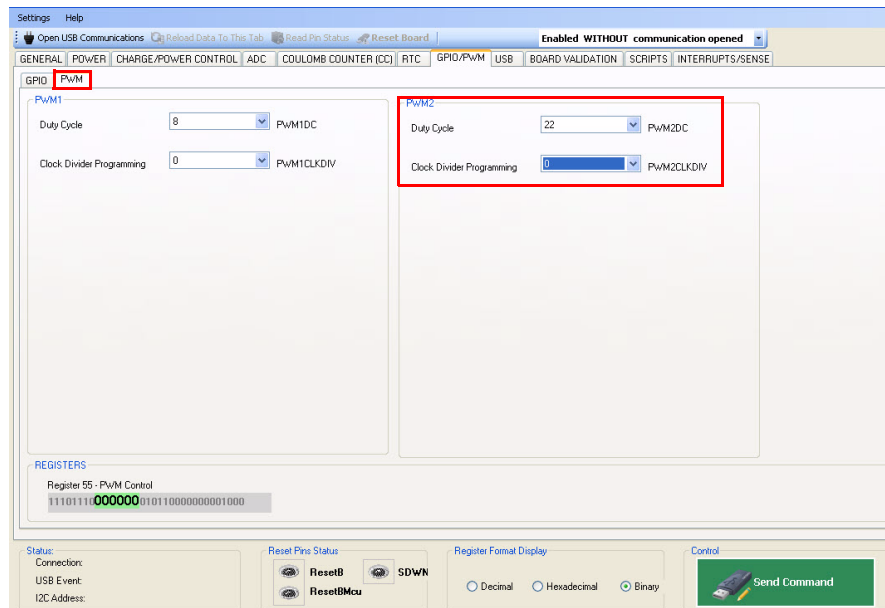 Settings Help
Open USB Communications Reload Data To This Tab Read Pin Status Reset Board Enabled WITHOUT communication opened
GENERAL POWER CHARGE/POWER CONTROL ADC COULOMB COUNTER (CC) RTC GPIO/PWM USB BOARD VALIDATION SCRIPTS INTERRUPTS/SENSE
GPIO PWM
PWM1 PWM2
Duty Cycle 8 PWM1DC Duty Cycle 22 PWM2DC
Clock Divider Programming 0 PWM1CLKDIV Clock Divider Programming 0 PWM2CLKDIV
REGISTERS
Register 55 - PWM Control
11101110000000010110000000001000
Status: Reset Pins Status Register Format Display Control
Connection:
ResetB SDWN
USB Event: Decimal Hexadecimal Binary Send Command
ResetBMcu
I2C Address: